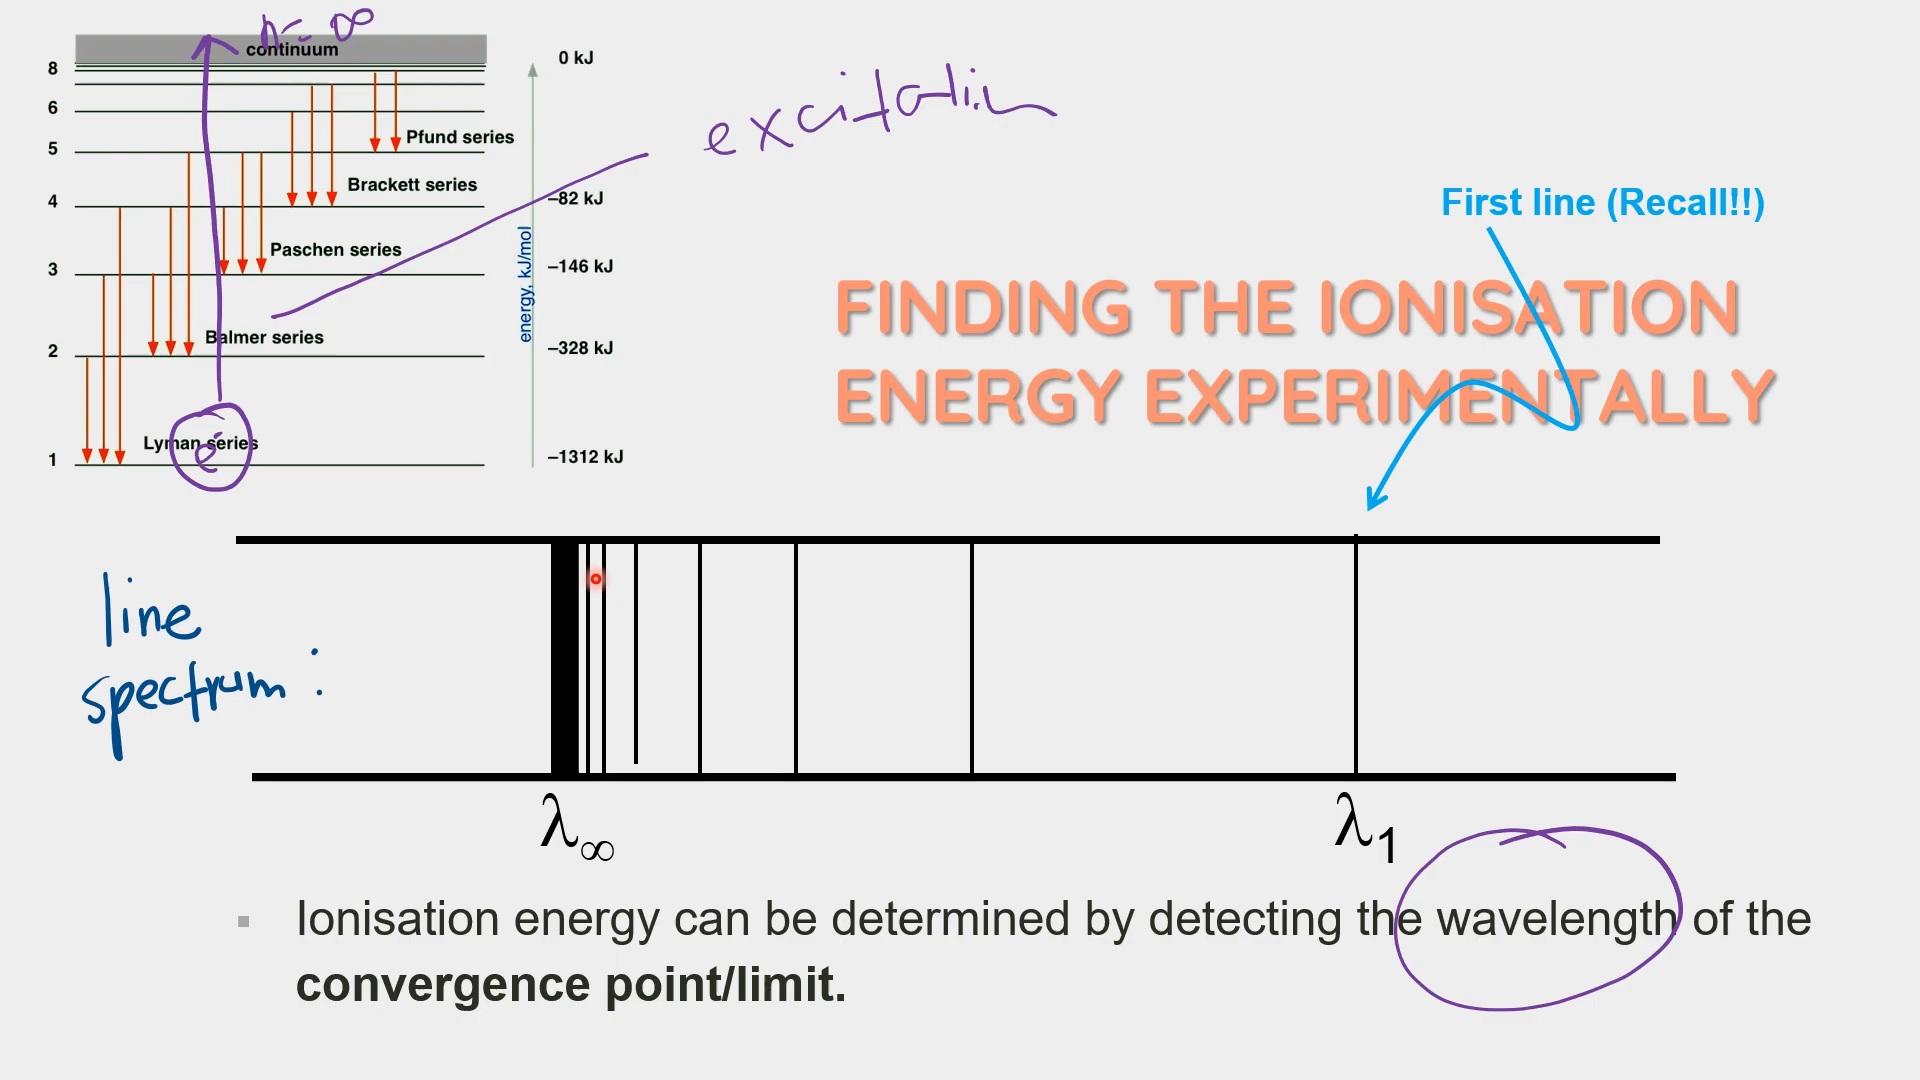 n = ∞
continuum
8
6
5
4
3
2
1
Pfund series
Brackett series
Paschen series
Balmer series
Lyman series
e⁻
energy, kJ/mol
0 kJ
–82 kJ
–146 kJ
–328 kJ
–1312 kJ
excitation
First line (Recall!!)
FINDING THE IONISATION
ENERGY EXPERIMENTALLY
line
spectrum :
λ∞
λ1
▪ Ionisation energy can be determined by detecting the wavelength of the
convergence point/limit.